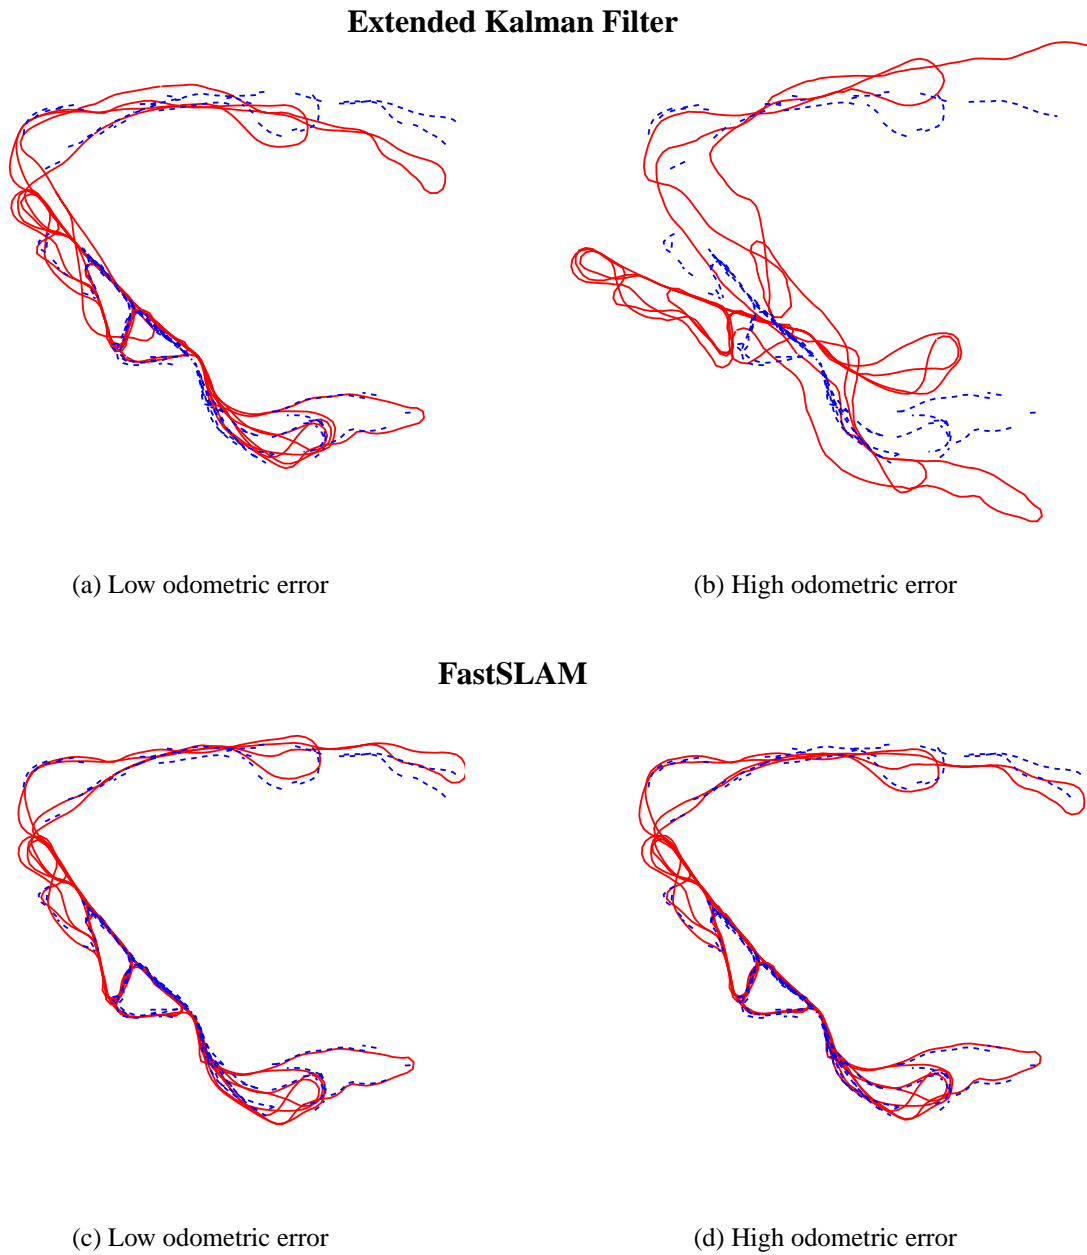 Extended Kalman Filter
(a) Low odometric error
(b) High odometric error
FastSLAM
(c) Low odometric error
(d) High odometric error